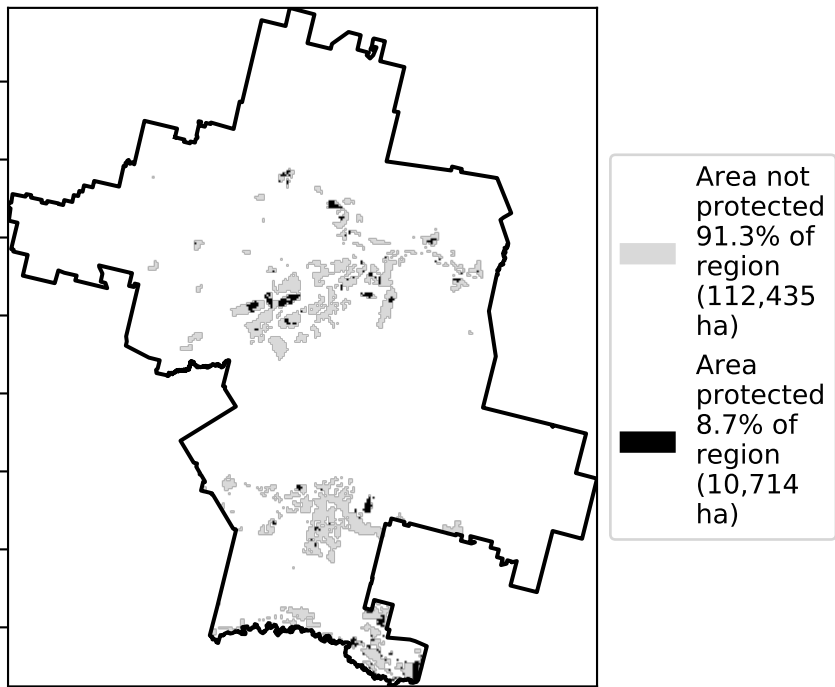 Area not
protected
91.3% of
region
(112,435
ha)
Area
protected
8.7% of
region
(10,714
ha)